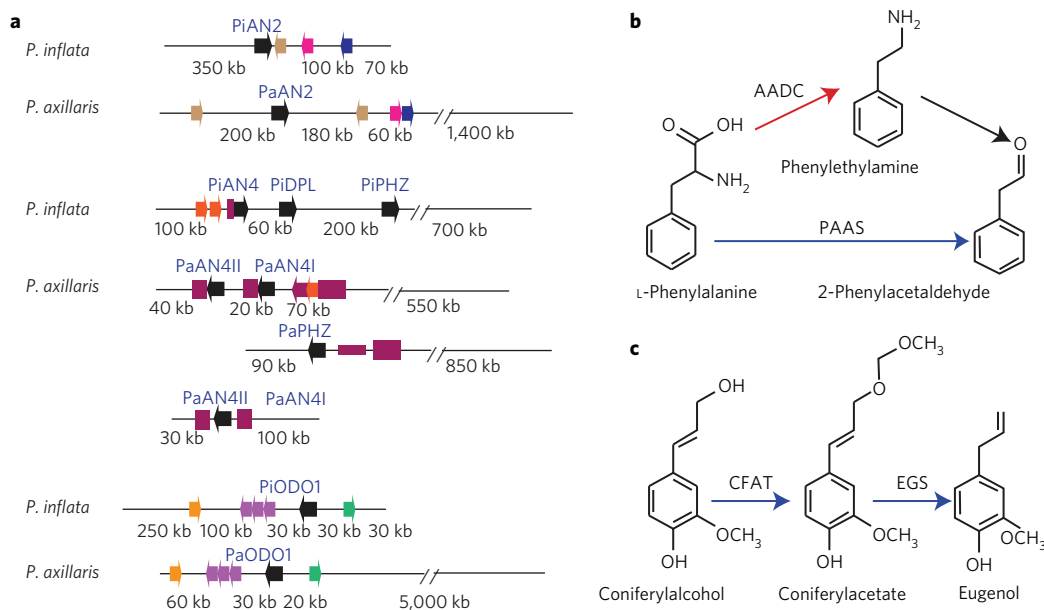 a
PiAN2
P. inflata
350 kb 100 kb 70 kb
PaAN2
P. axillaris
200 kb 180 kb 60 kb 1,400 kb
PiAN4 PiDPL PiPHZ
P. inflata
100 kb 60 kb 200 kb 700 kb
PaAN4II PaAN4I
P. axillaris
40 kb 20 kb 70 kb 550 kb
PaPHZ
90 kb 850 kb
PaAN4II PaAN4I
30 kb 100 kb
PiODO1
P. inflata
250 kb 100 kb 30 kb 30 kb 30 kb
PaODO1
P. axillaris
60 kb 30 kb 20 kb 5,000 kb
b
NH2
AADC
O OH
NH2
Phenylethylamine
O
PAAS
L-Phenylalanine
2-Phenylacetaldehyde
c
OH
OCH3
O
CFAT
EGS
OCH3
OCH3
OCH3
OH
OH
OH
Coniferylalcohol
Coniferylacetate
Eugenol